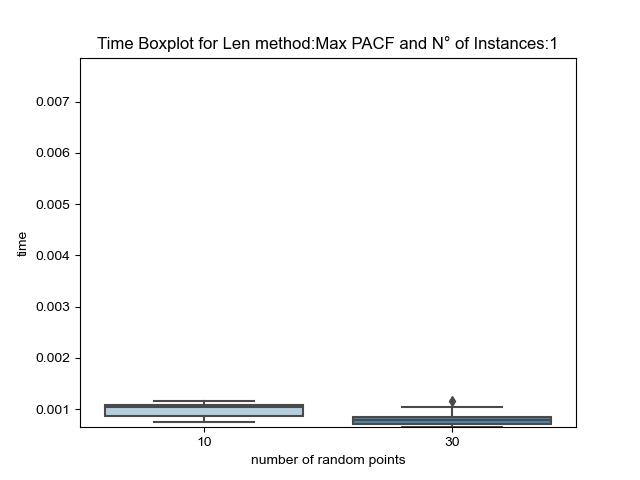 Time Boxplot for Len method:Max PACF and N° of Instances:1
0.007
0.006
0.005
0.004
0.003
0.002
0.001
time
10 30
number of random points